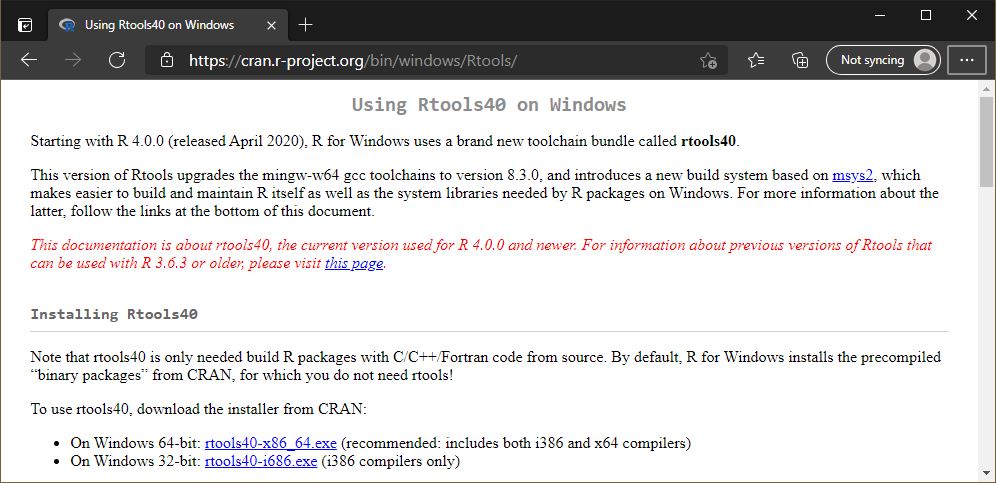 Using Rtools40 on Windows
https://cran.r-project.org/bin/windows/Rtools/
Not syncing
Using Rtools40 on Windows
Starting with R 4.0.0 (released April 2020), R for Windows uses a brand new toolchain bundle called rtools40.
This version of Rtools upgrades the mingw-w64 gcc toolchains to version 8.3.0, and introduces a new build system based on msys2, which
makes easier to build and maintain R itself as well as the system libraries needed by R packages on Windows. For more information about the
latter, follow the links at the bottom of this document.
This documentation is about rtools40, the current version used for R 4.0.0 and newer. For information about previous versions of Rtools that
can be used with R 3.6.3 or older, please visit this page.
Installing Rtools40
Note that rtools40 is only needed build R packages with C/C++/Fortran code from source. By default, R for Windows installs the precompiled
“binary packages” from CRAN, for which you do not need rtools!
To use rtools40, download the installer from CRAN:
• On Windows 64-bit: rtools40-x86_64.exe (recommended: includes both i386 and x64 compilers)
• On Windows 32-bit: rtools40-i686.exe (i386 compilers only)